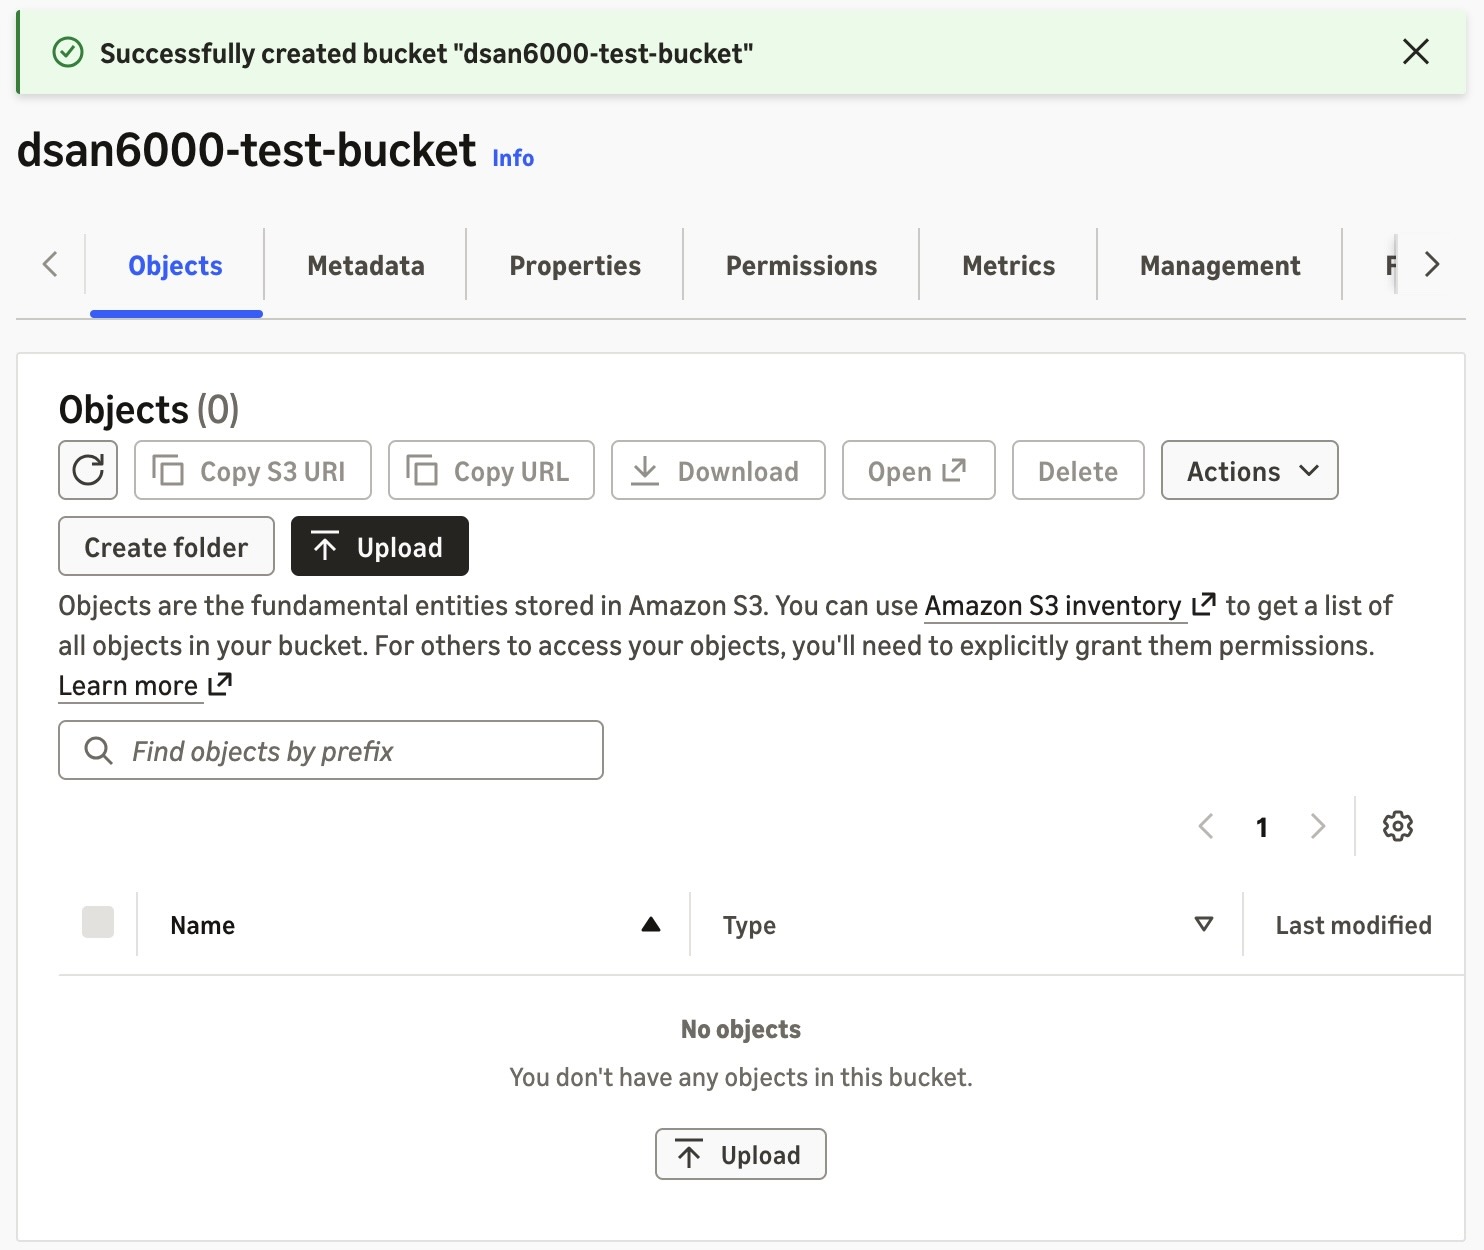 Successfully created bucket "dsan6000-test-bucket"
dsan6000-test-bucket Info
Objects Metadata Properties Permissions Metrics Management
Objects (0)
Copy S3 URI Copy URL Download Open Delete Actions
Create folder Upload
Objects are the fundamental entities stored in Amazon S3. You can use Amazon S3 inventory to get a list of
all objects in your bucket. For others to access your objects, you'll need to explicitly grant them permissions.
Learn more
Find objects by prefix
1
Name Type Last modified
No objects
You don't have any objects in this bucket.
Upload